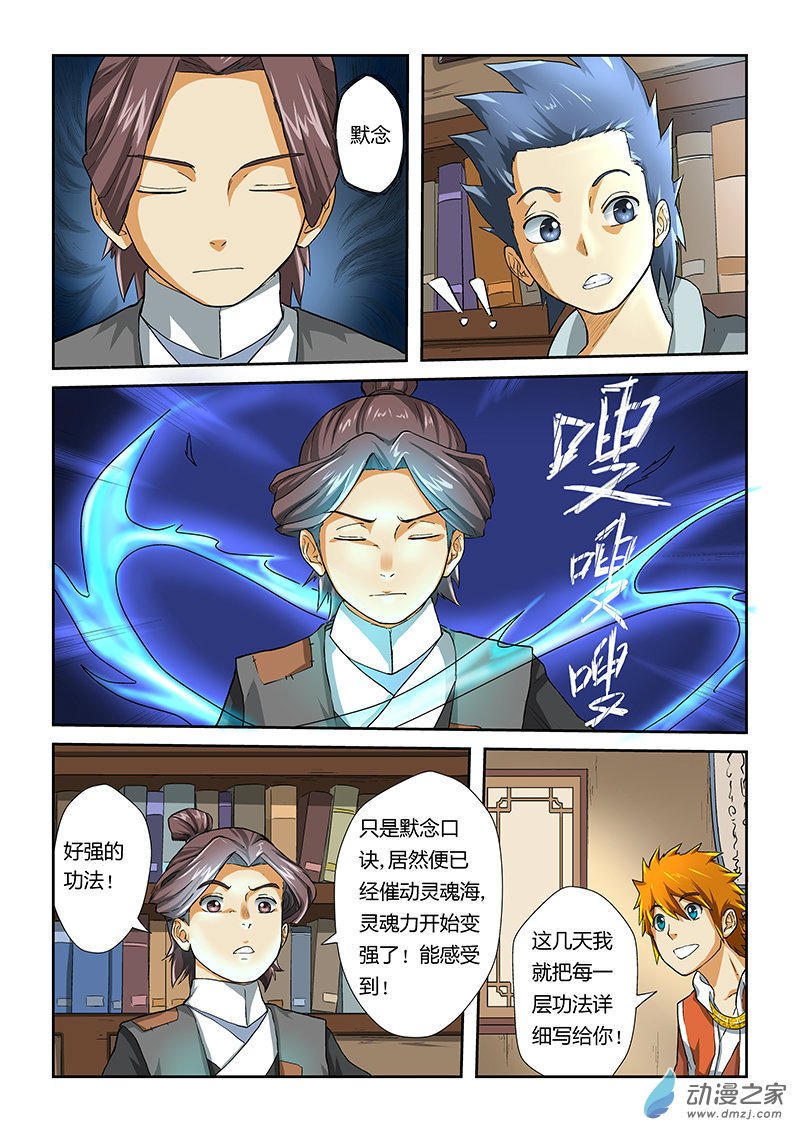 默念
！！
嗖
嗖
嗖
好强的
功法！
只是默念口
诀，居然便已
经催动灵魂海，
灵魂力开始变
强了！能感受
到！
这几天我
就把每一
层功法详
细写给你！
动漫之家
www.dmzj.com